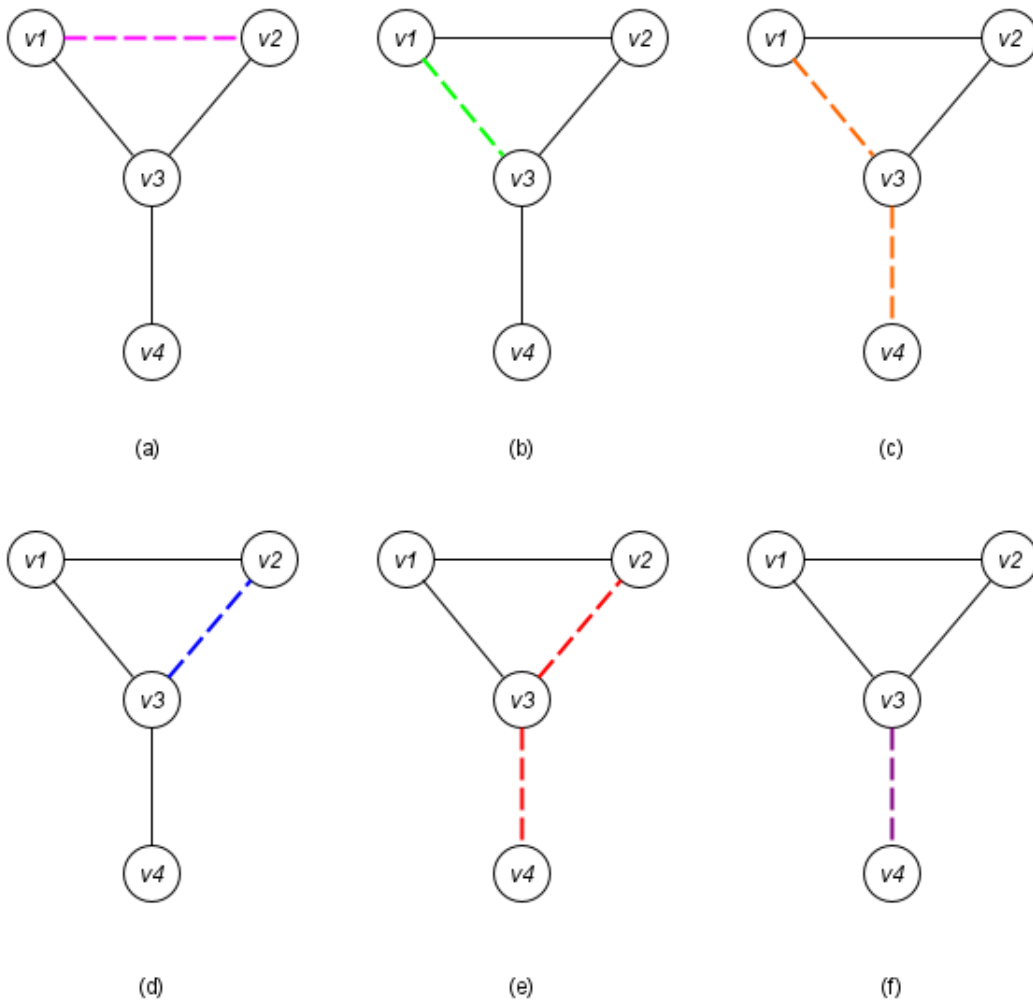 v1 v2 v1 v2 v1 v2
v3 v3 v3
v4 v4 v4
(a) (b) (c)
v1 v2 v1 v2 v1 v2
v3 v3 v3
v4 v4 v4
(d) (e) (f)